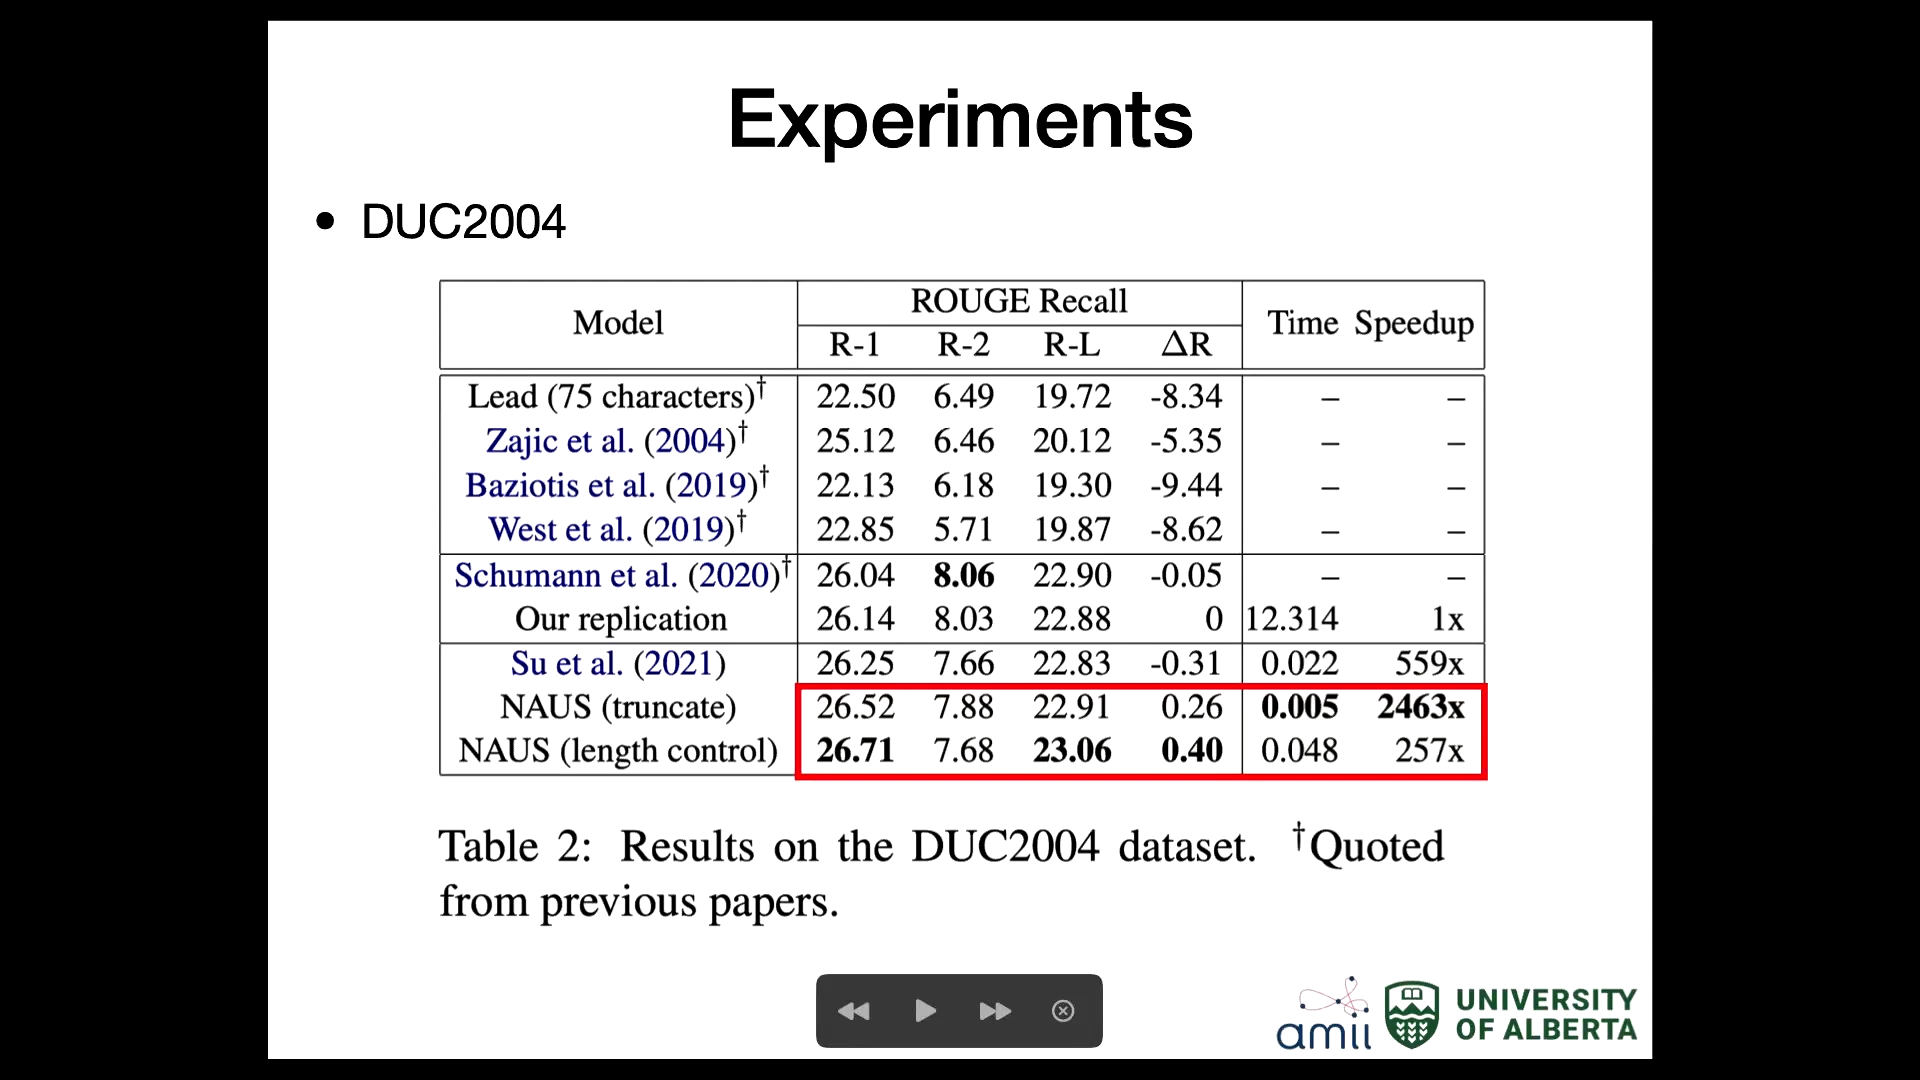 Experiments
• DUC2004
Model ROUGE Recall Time Speedup
R-1 R-2 R-L ΔR
Lead (75 characters)† 22.50 6.49 19.72 -8.34 – –
Zajic et al. (2004)† 25.12 6.46 20.12 -5.35 – –
Baziotis et al. (2019)† 22.13 6.18 19.30 -9.44 – –
West et al. (2019)† 22.85 5.71 19.87 -8.62 – –
Schumann et al. (2020)† 26.04 8.06 22.90 -0.05 – –
Our replication 26.14 8.03 22.88 0 12.314 1x
Su et al. (2021) 26.25 7.66 22.83 -0.31 0.022 559x
NAUS (truncate) 26.52 7.88 22.91 0.26 0.005 2463x
NAUS (length control) 26.71 7.68 23.06 0.40 0.048 257x
Table 2: Results on the DUC2004 dataset. †Quoted
from previous papers.
amii
UNIVERSITY
OF ALBERTA